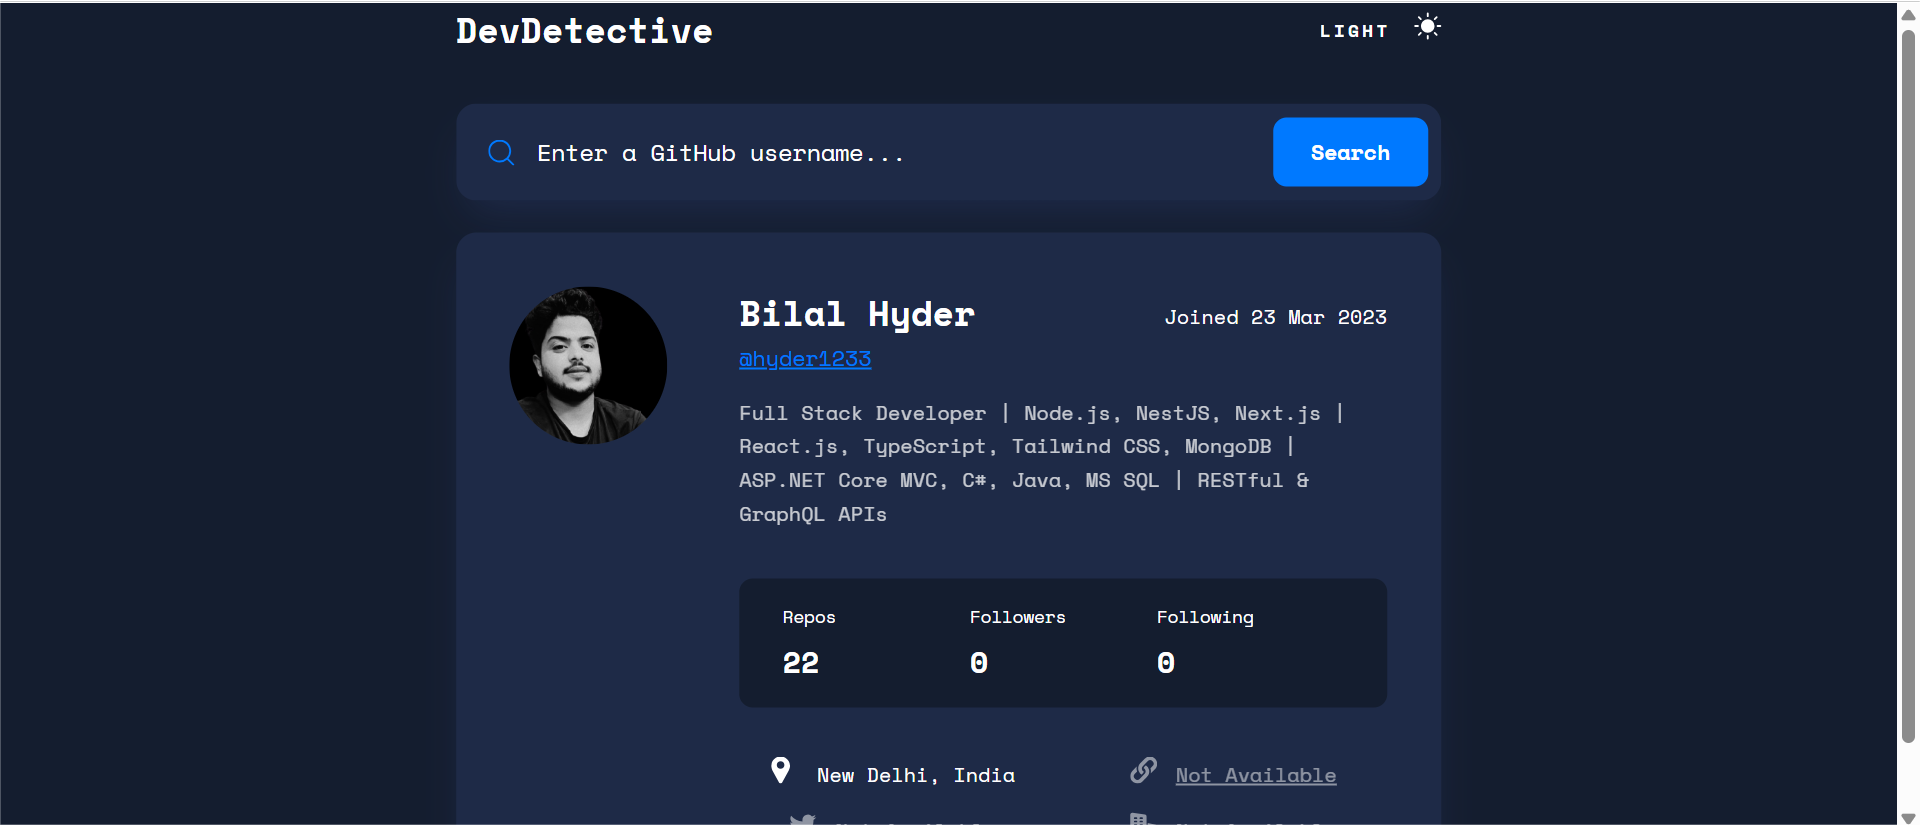 DevDetective
LIGHT
Enter a GitHub username...
Search
Bilal Hyder
Joined 23 Mar 2023
@hyder1233
Full Stack Developer | Node.js, NestJS, Next.js |
React.js, TypeScript, Tailwind CSS, MongoDB |
ASP.NET Core MVC, C#, Java, MS SQL | RESTful &
GraphQL APIs
Repos Followers Following
22 0 0
New Delhi, India Not Available